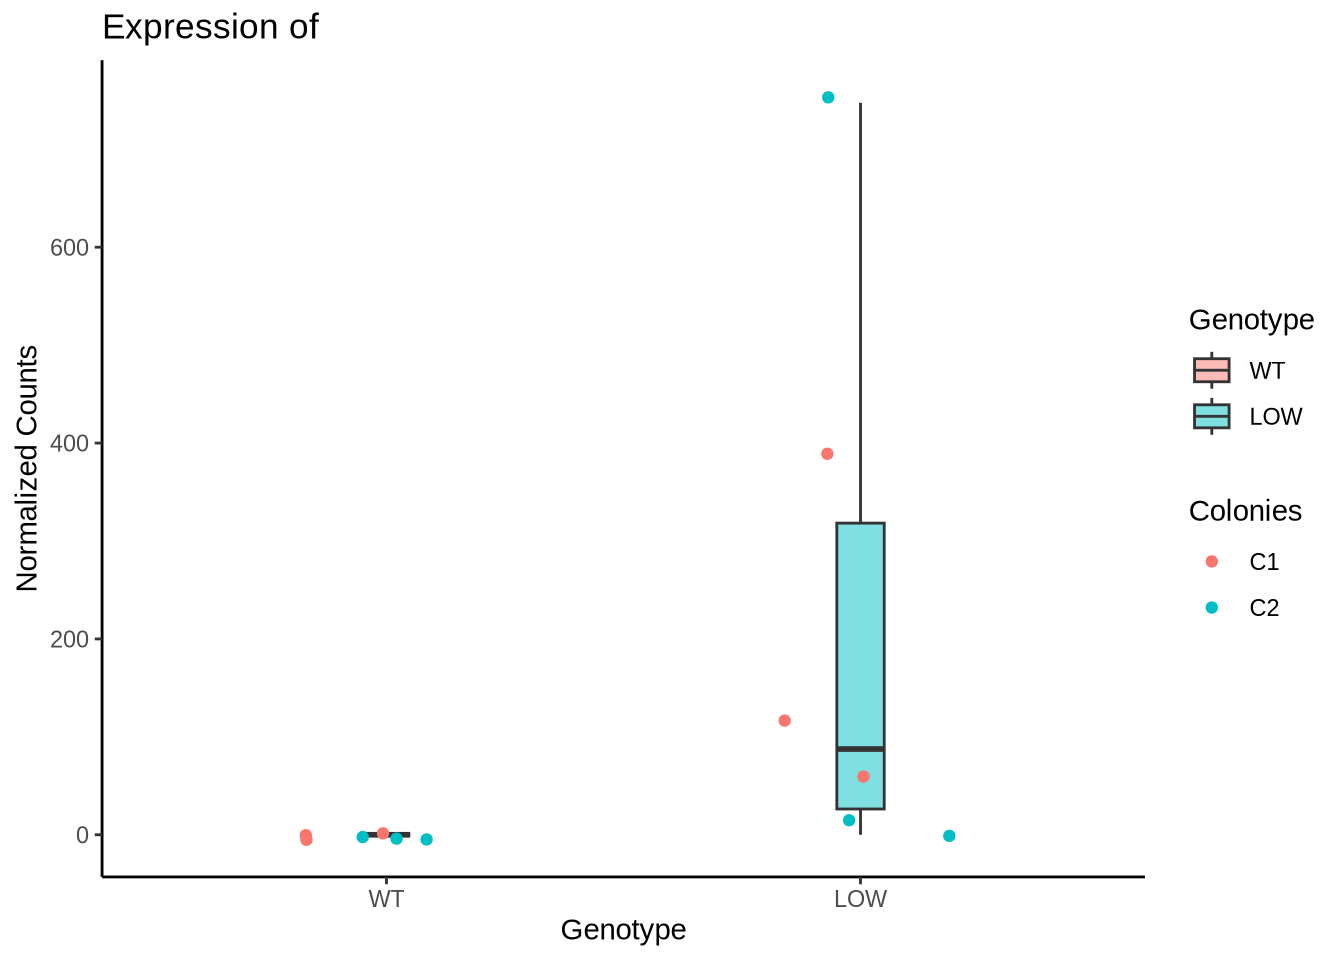 Expression of
Normalized Counts
600
400
200
0
WT
LOW
Genotype
Genotype
WT
LOW
Colonies
C1
C2